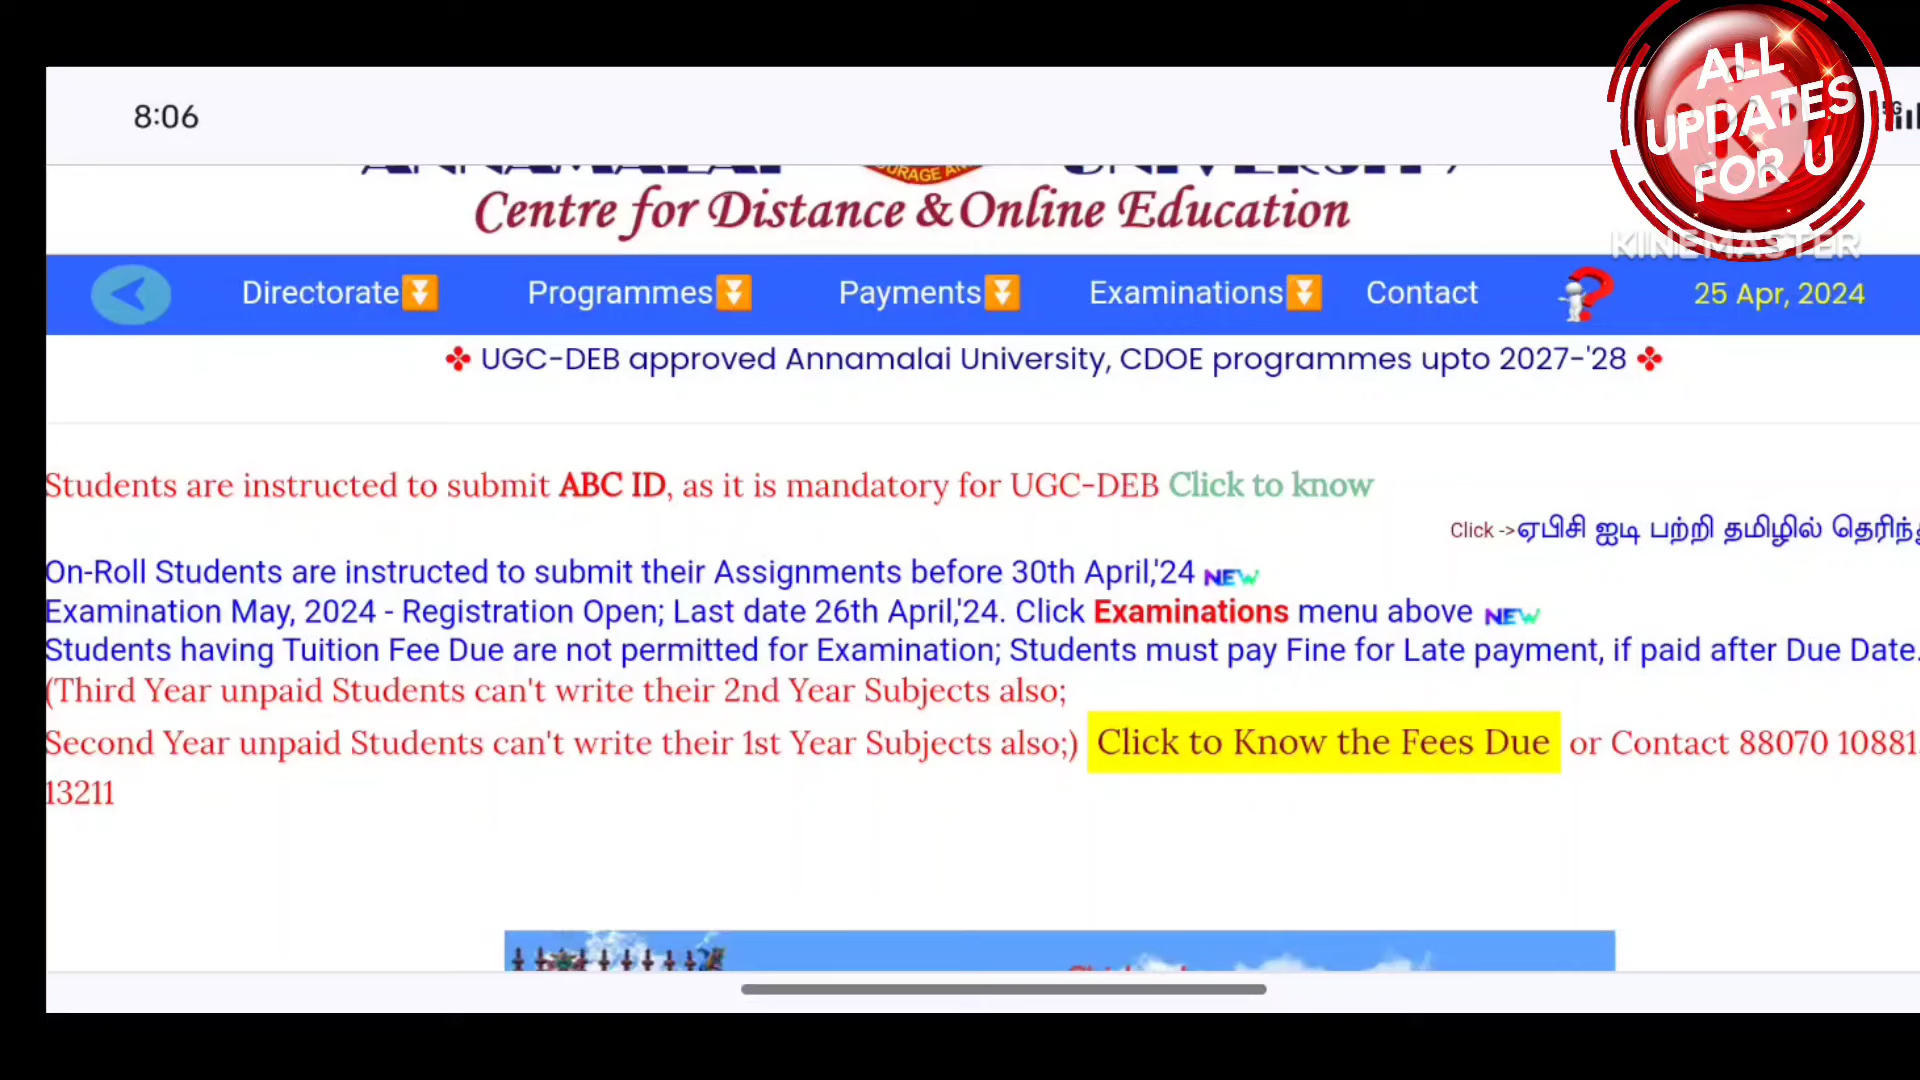 ALL
UPDATES
FOR U
KINEMASTER
8:06
5G
ANNAMALAI UNIVERSITY
Centre for Distance & Online Education
Directorate Programmes Payments Examinations Contact 25 Apr, 2024
UGC-DEB approved Annamalai University, CDOE programmes upto 2027-'28
Students are instructed to submit ABC ID, as it is mandatory for UGC-DEB Click to know
Click ->ஏபிசி ஐடி பற்றி தமிழில்
On-Roll Students are instructed to submit their Assignments before 30th April,'24 NEW
Examination May, 2024 - Registration Open; Last date 26th April,'24. Click Examinations menu above NEW
Students having Tuition Fee Due are not permitted for Examination; Students must pay Fine for Late payment, if paid after Due Date.
(Third Year unpaid Students can't write their 2nd Year Subjects also;
Second Year unpaid Students can't write their 1st Year Subjects also;) Click to Know the Fees Due or Contact 88070 10881
13211